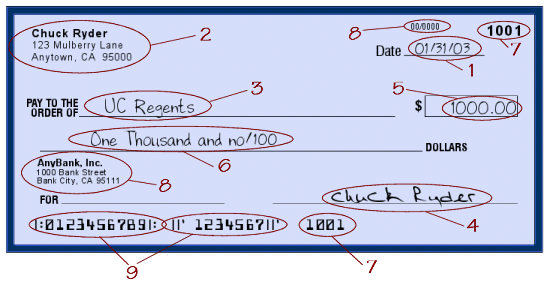 Chuck Ryder 2 8 00/0000 1001
123 Mulberry Lane 7
Anytown, CA 95000 Date 01/31/03
1
3 5
PAY TO THE ORDER OF UC Regents $ 1000.00
One Thousand and no/100 DOLLARS
6
AnyBank, Inc.
1000 Bank Street
Bank City, CA 95111 8
FOR Chuck Ryder
4
|:0123456789|: ||' 1234567||' 1001
9 7